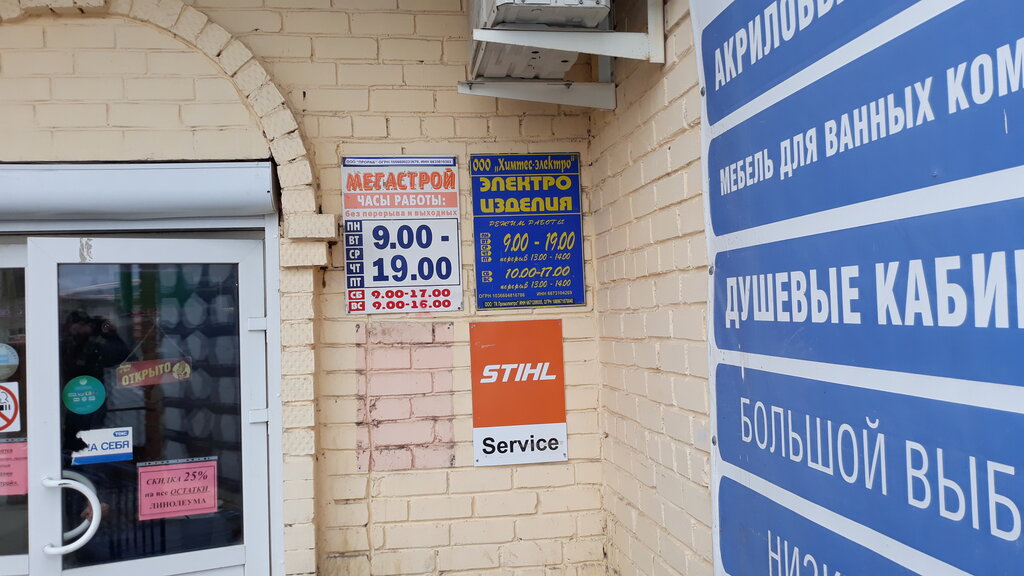 МЕГАСТРОЙ
ЧАСЫ РАБОТЫ:
без перерыва и выходных
ПН
ВТ
СР
ЧТ
ПТ
9.00 -
19.00
СБ 9.00-17.00
ВС 9.00-16.00
ООО „Химтес-электро"
ЭЛЕКТРО
ИЗДЕЛИЯ
РЕЖИМ РАБОТЫ
9.00 - 19.00
перерыв 13.00 - 14.00
10.00-17.00
перерыв 13.00 - 14.00
STIHL
Service
ОТКРЫТО
НА СЕБЯ
СКИДКА 25%
на все ОСТАТКИ
ЛИНОЛЕУМА
АКРИЛОВЫ
МЕБЕЛЬ ДЛЯ ВАННЫХ КОМ
ДУШЕВЫЕ КАБИ
БОЛЬШОЙ ВЫБ
НИЗК